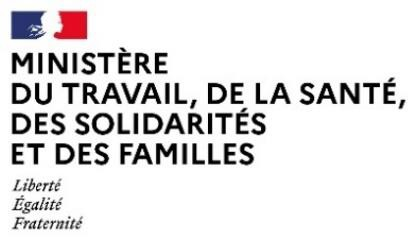 MINISTÈRE
DU TRAVAIL, DE LA SANTÉ,
DES SOLIDARITÉS
ET DES FAMILLES
Liberté
Égalité
Fraternité